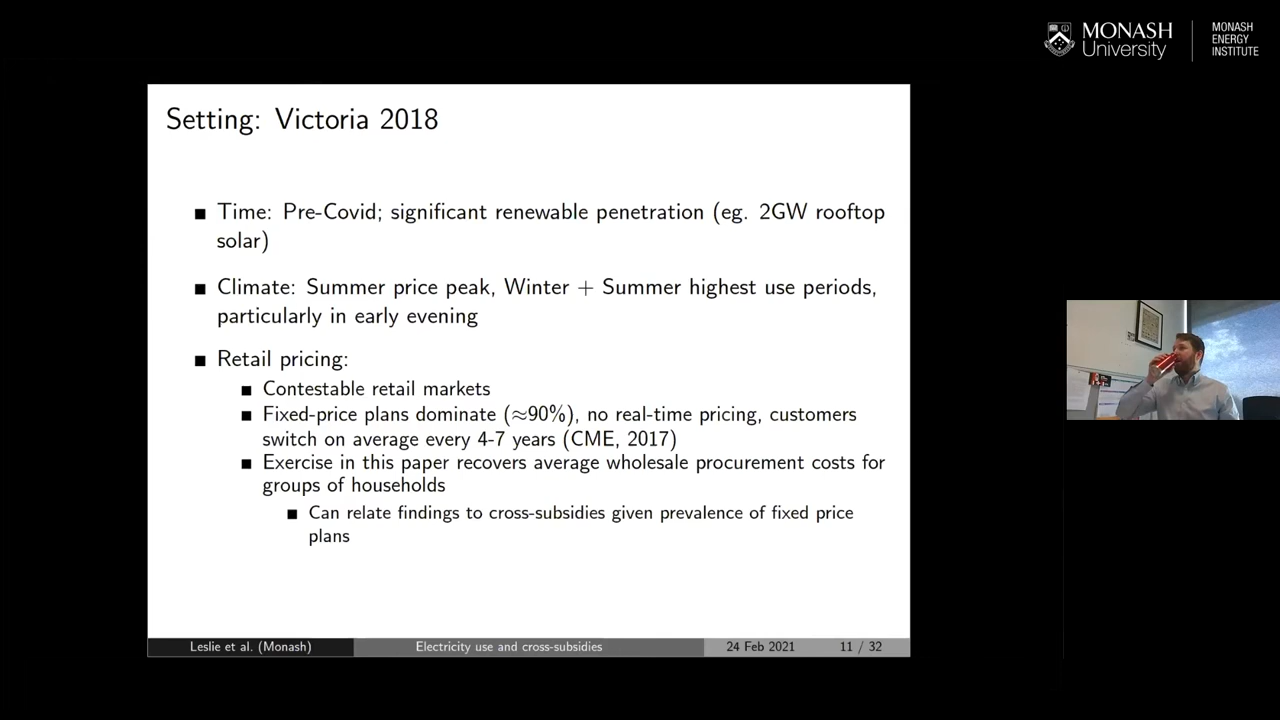 MONASH University
MONASH ENERGY INSTITUTE
Setting: Victoria 2018
Time: Pre-Covid; significant renewable penetration (eg. 2GW rooftop
solar)
Climate: Summer price peak, Winter + Summer highest use periods,
particularly in early evening
Retail pricing:
Contestable retail markets
Fixed-price plans dominate (≈90%), no real-time pricing, customers
switch on average every 4-7 years (CME, 2017)
Exercise in this paper recovers average wholesale procurement costs for
groups of households
Can relate findings to cross-subsidies given prevalence of fixed price
plans
Leslie et al. (Monash) Electricity use and cross-subsidies 24 Feb 2021 11 / 32